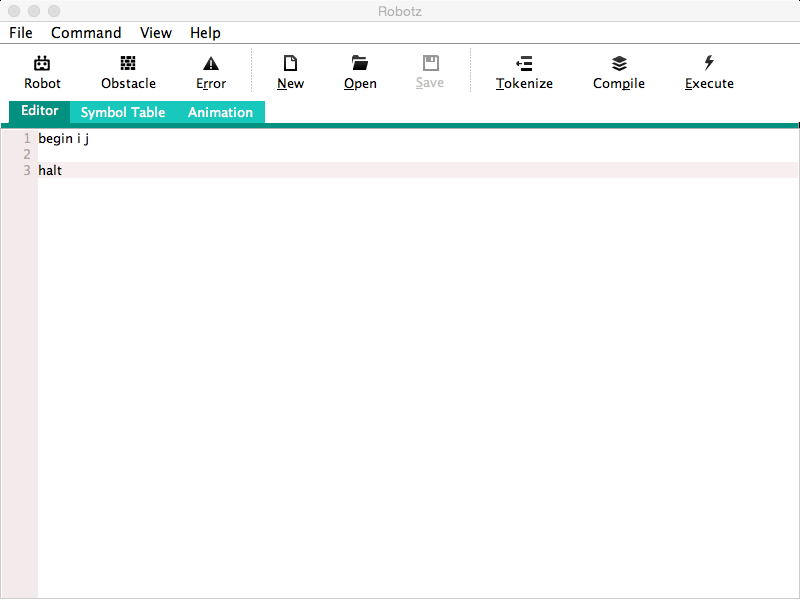 Robotz
File Command View Help
Robot Obstacle Error New Open Save Tokenize Compile Execute
Editor Symbol Table Animation
1 begin i j
2
3 halt